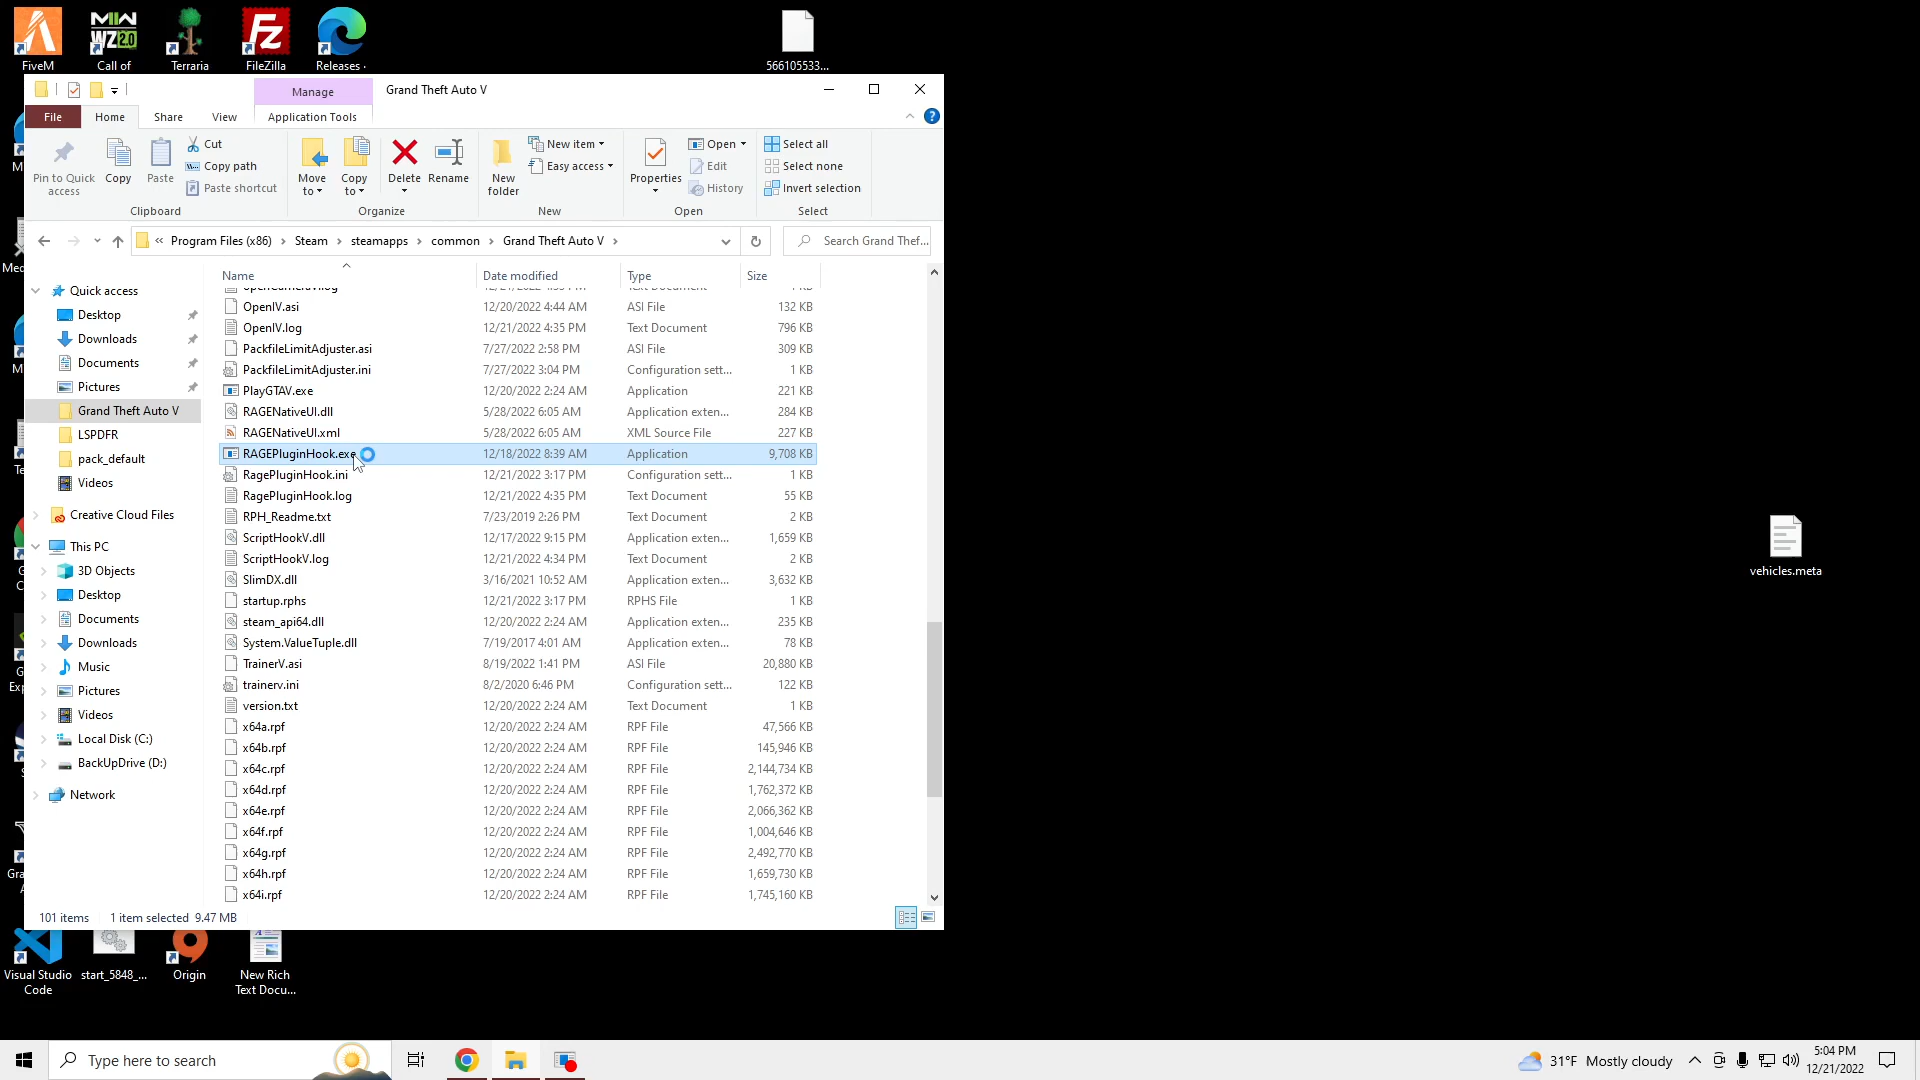 FiveM
MW
WZ2.0
Call of
Terraria
FileZilla
Releases ·
566105533...
Manage
Grand Theft Auto V
File
Home
Share
View
Application Tools
Pin to Quick
access
Copy
Paste
Cut
Copy path
Paste shortcut
Move
to
Copy
to
Delete
Rename
New
folder
New item
Easy access
Properties
Open
Edit
History
Select all
Select none
Invert selection
Clipboard
Organize
New
Open
Select
« Program Files (x86) > Steam > steamapps > common > Grand Theft Auto V >
Search Grand Thef...
Name
Date modified
Type
Size
Quick access
Desktop
Downloads
Documents
Pictures
Grand Theft Auto V
LSPDFR
pack_default
Videos
Creative Cloud Files
This PC
3D Objects
Desktop
Documents
Downloads
Music
Pictures
Videos
Local Disk (C:)
BackUpDrive (D:)
Network
OpenIV.asi 12/20/2022 4:44 AM ASI File 132 KB
OpenIV.log 12/21/2022 4:35 PM Text Document 796 KB
PackfileLimitAdjuster.asi 7/27/2022 2:58 PM ASI File 309 KB
PackfileLimitAdjuster.ini 7/27/2022 3:04 PM Configuration sett... 1 KB
PlayGTAV.exe 12/20/2022 2:24 AM Application 221 KB
RAGENativeUI.dll 5/28/2022 6:05 AM Application exten... 284 KB
RAGENativeUI.xml 5/28/2022 6:05 AM XML Source File 227 KB
RAGEPluginHook.exe 12/18/2022 8:39 AM Application 9,708 KB
RagePluginHook.ini 12/21/2022 3:17 PM Configuration sett... 1 KB
RagePluginHook.log 12/21/2022 4:35 PM Text Document 55 KB
RPH_Readme.txt 7/23/2019 2:26 PM Text Document 2 KB
ScriptHookV.dll 12/17/2022 9:15 PM Application exten... 1,659 KB
ScriptHookV.log 12/21/2022 4:34 PM Text Document 2 KB
SlimDX.dll 3/16/2021 10:52 AM Application exten... 3,632 KB
startup.rphs 12/21/2022 3:17 PM RPHS File 1 KB
steam_api64.dll 12/20/2022 2:24 AM Application exten... 235 KB
System.ValueTuple.dll 7/19/2017 4:01 AM Application exten... 78 KB
TrainerV.asi 8/19/2022 1:41 PM ASI File 20,880 KB
trainerv.ini 8/2/2020 6:46 PM Configuration sett... 122 KB
version.txt 12/20/2022 2:24 AM Text Document 1 KB
x64a.rpf 12/20/2022 2:24 AM RPF File 47,566 KB
x64b.rpf 12/20/2022 2:24 AM RPF File 145,946 KB
x64c.rpf 12/20/2022 2:24 AM RPF File 2,144,734 KB
x64d.rpf 12/20/2022 2:24 AM RPF File 1,762,372 KB
x64e.rpf 12/20/2022 2:24 AM RPF File 2,066,362 KB
x64f.rpf 12/20/2022 2:24 AM RPF File 1,004,646 KB
x64g.rpf 12/20/2022 2:24 AM RPF File 2,492,770 KB
x64h.rpf 12/20/2022 2:24 AM RPF File 1,659,730 KB
x64i.rpf 12/20/2022 2:24 AM RPF File 1,745,160 KB
101 items 1 item selected 9.47 MB
vehicles.meta
Visual Studio
Code
start_5848_...
Origin
New Rich
Text Docu...
Type here to search
31°F Mostly cloudy
5:04 PM
12/21/2022